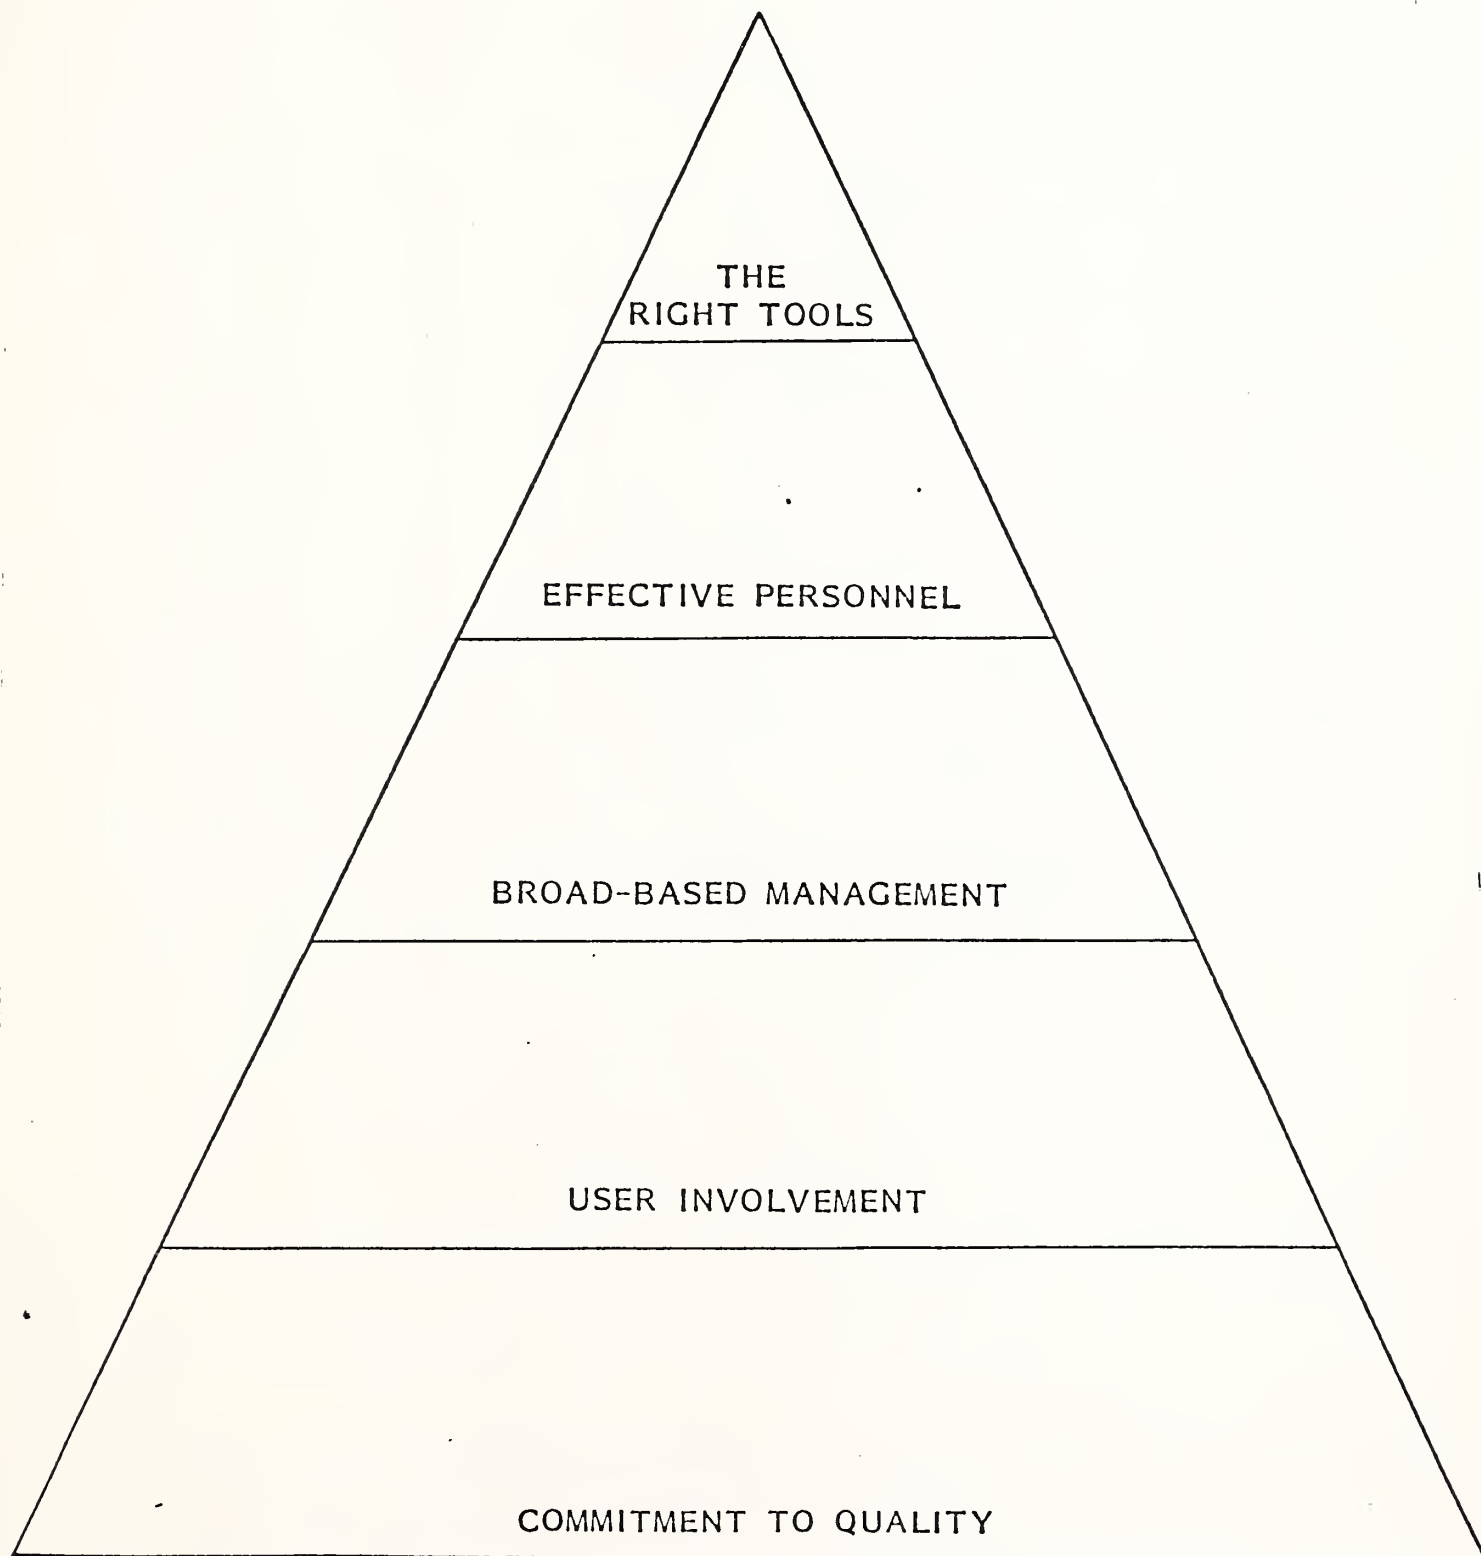 THE
RIGHT TOOLS
EFFECTIVE PERSONNEL
BROAD-BASED MANAGEMENT
USER INVOLVEMENT
COMMITMENT TO QUALITY